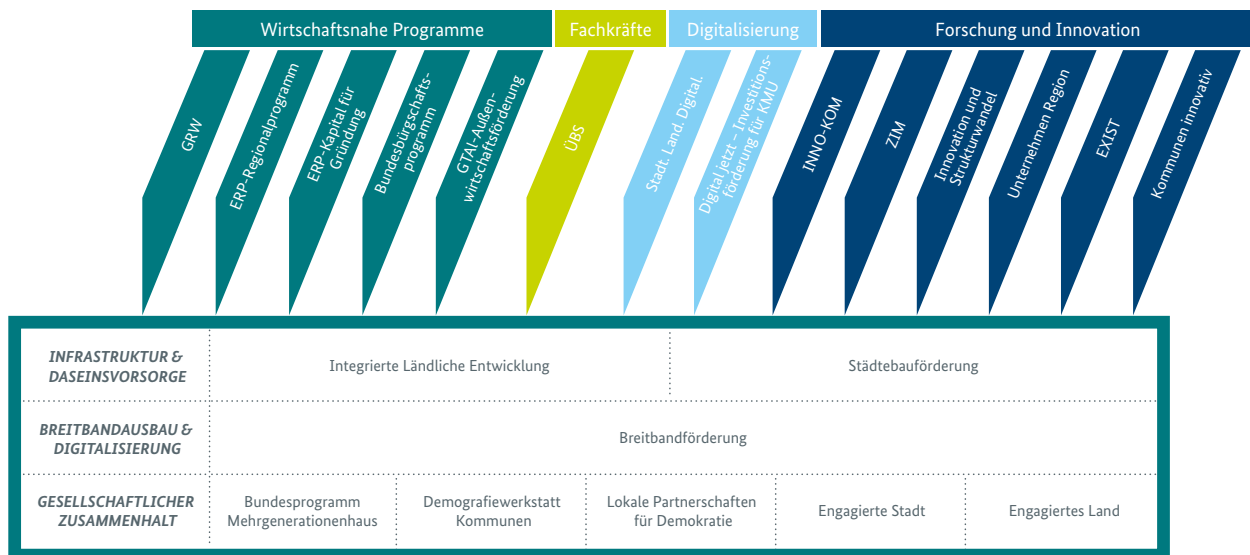 Wirtschaftsnahe Programme
Fachkräfte
Digitalisierung
Forschung und Innovation
GRW
ERP-Regionalprogramm
ERP-Kapital für
Gründung
Bundesbürgschafts-
programm
GTAI-Außen-
wirtschaftsförderung
ÜBS
Stadt. Land. Digital.
Digital jetzt – Investitions-
förderung für KMU
INNO-KOM
ZIM
Innovation und
Strukturwandel
Unternehmen Region
EXIST
Kommunen innovativ
INFRASTRUKTUR &
DASEINSVORSORGE
Integrierte Ländliche Entwicklung
Städtebauförderung
BREITBANDAUSBAU &
DIGITALISIERUNG
Breitbandförderung
GESELLSCHAFTLICHER
ZUSAMMENHALT
Bundesprogramm
Mehrgenerationenhaus
Demografiewerkstatt
Kommunen
Lokale Partnerschaften
für Demokratie
Engagierte Stadt
Engagiertes Land